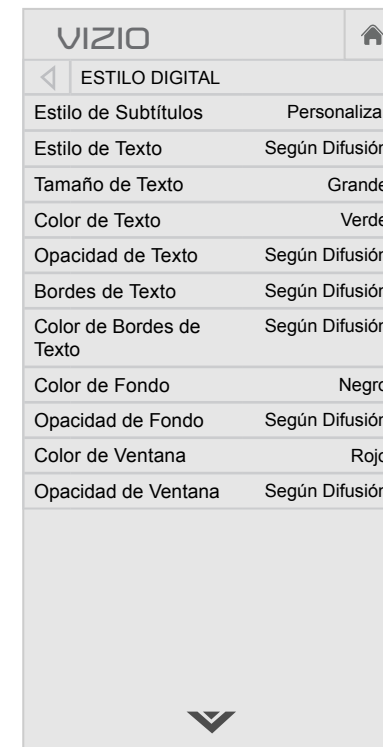 VIZIO
ESTILO DIGITAL
Estilo de Subtítulos Personaliza
Estilo de Texto Según Difusión
Tamaño de Texto Grande
Color de Texto Verde
Opacidad de Texto Según Difusión
Bordes de Texto Según Difusión
Color de Bordes de Según Difusión
Texto
Color de Fondo Negro
Opacidad de Fondo Según Difusión
Color de Ventana Rojo
Opacidad de Ventana Según Difusión